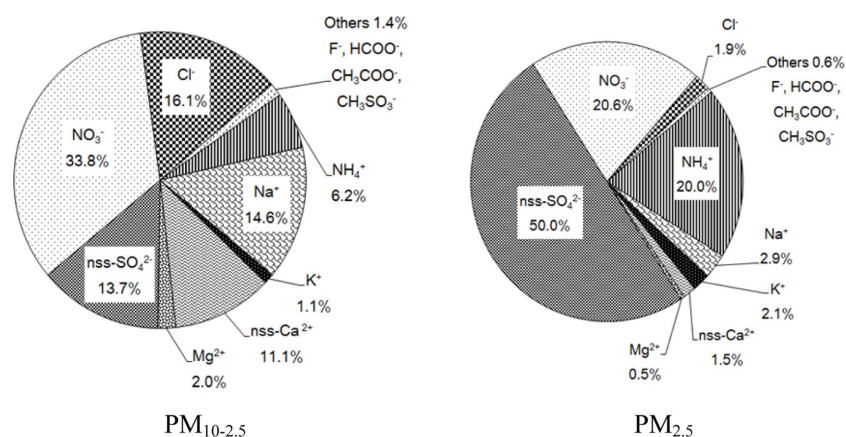 Others 1.4%
F⁻, HCOO⁻,
CH₃COO⁻,
CH₃SO₃⁻
Cl⁻
16.1%
NO₃⁻
33.8%
NH₄⁺
6.2%
Na⁺
14.6%
nss-SO₄²⁻
13.7%
K⁺
1.1%
nss-Ca²⁺
11.1%
Mg²⁺
2.0%
PM₁₀₋₂.₅
Cl⁻
1.9%
Others 0.6%
F⁻, HCOO⁻,
CH₃COO⁻,
CH₃SO₃⁻
NO₃⁻
20.6%
NH₄⁺
20.0%
nss-SO₄²⁻
50.0%
Na⁺
2.9%
K⁺
2.1%
nss-Ca²⁺
1.5%
Mg²⁺
0.5%
PM₂.₅